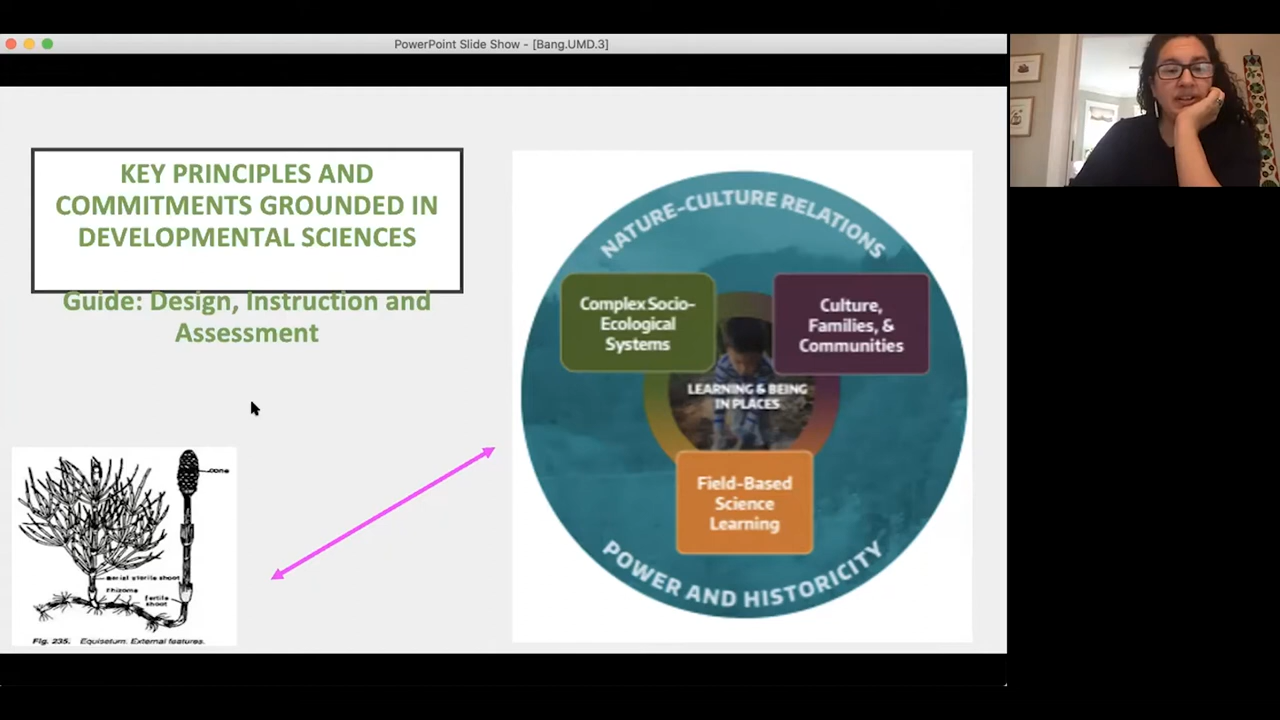 PowerPoint Slide Show - [Bang.UMD.3]
KEY PRINCIPLES AND
COMMITMENTS GROUNDED IN
DEVELOPMENTAL SCIENCES
Guide: Design, Instruction and
Assessment
NATURE-CULTURE RELATIONS
Complex Socio-
Ecological
Systems
Culture,
Families, &
Communities
LEARNING & BEING
IN PLACES
Field-Based
Science
Learning
POWER AND HISTORICITY
cone
aerial sterile shoot
rhizome
fertile
shoot
Fig. 235. Equisetum. External features.